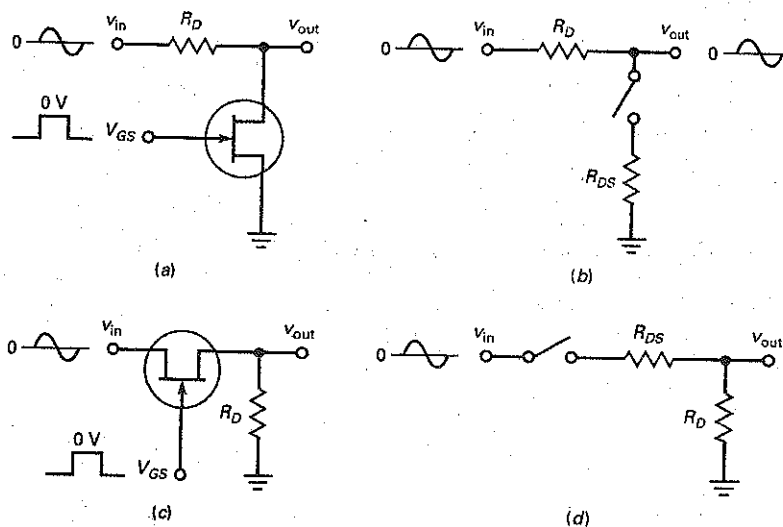 0
v_in
R_D
v_out
0 V
V_GS
(a)
v_in
R_D
v_out
0
0
R_DS
(b)
v_in
v_out
0
R_D
0 V
V_GS
(c)
v_in
R_DS
v_out
0
R_D
(d)